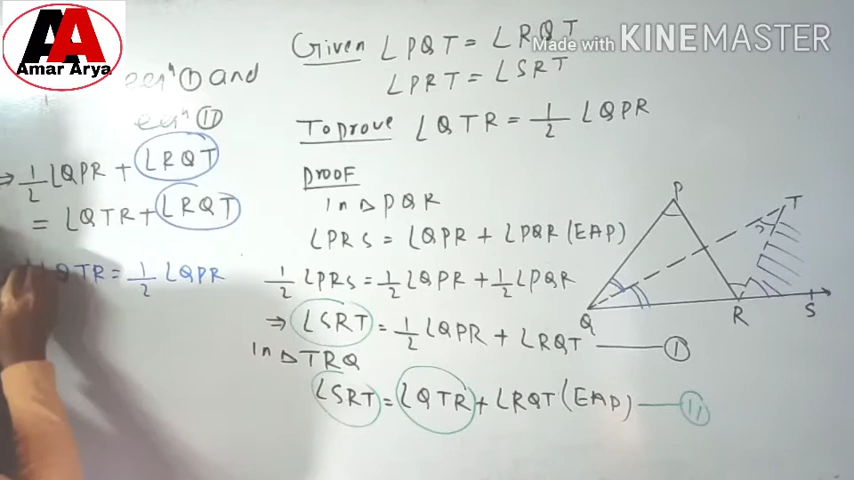 AA
Amar Arya
Made with KINEMASTER
Given ∠PQT = ∠RQT
∠PRT = ∠SRT
To prove ∠QTR = 1/2 ∠QPR
Proof
In △PQR
∠PRS = ∠QPR + ∠PQR (EAP)
1/2 ∠PRS = 1/2 ∠QPR + 1/2 ∠PQR
⇒ ∠SRT = 1/2 ∠QPR + ∠RQT —— ①
In △TRQ
∠SRT = ∠QTR + ∠RQT (EAP) —— ⑪
eqⁿ ① and
eqⁿ ⑪
⇒ 1/2 ∠QPR + ∠RQT
= ∠QTR + ∠RQT
QTR = 1/2 ∠QPR
P
T
Q
R
S